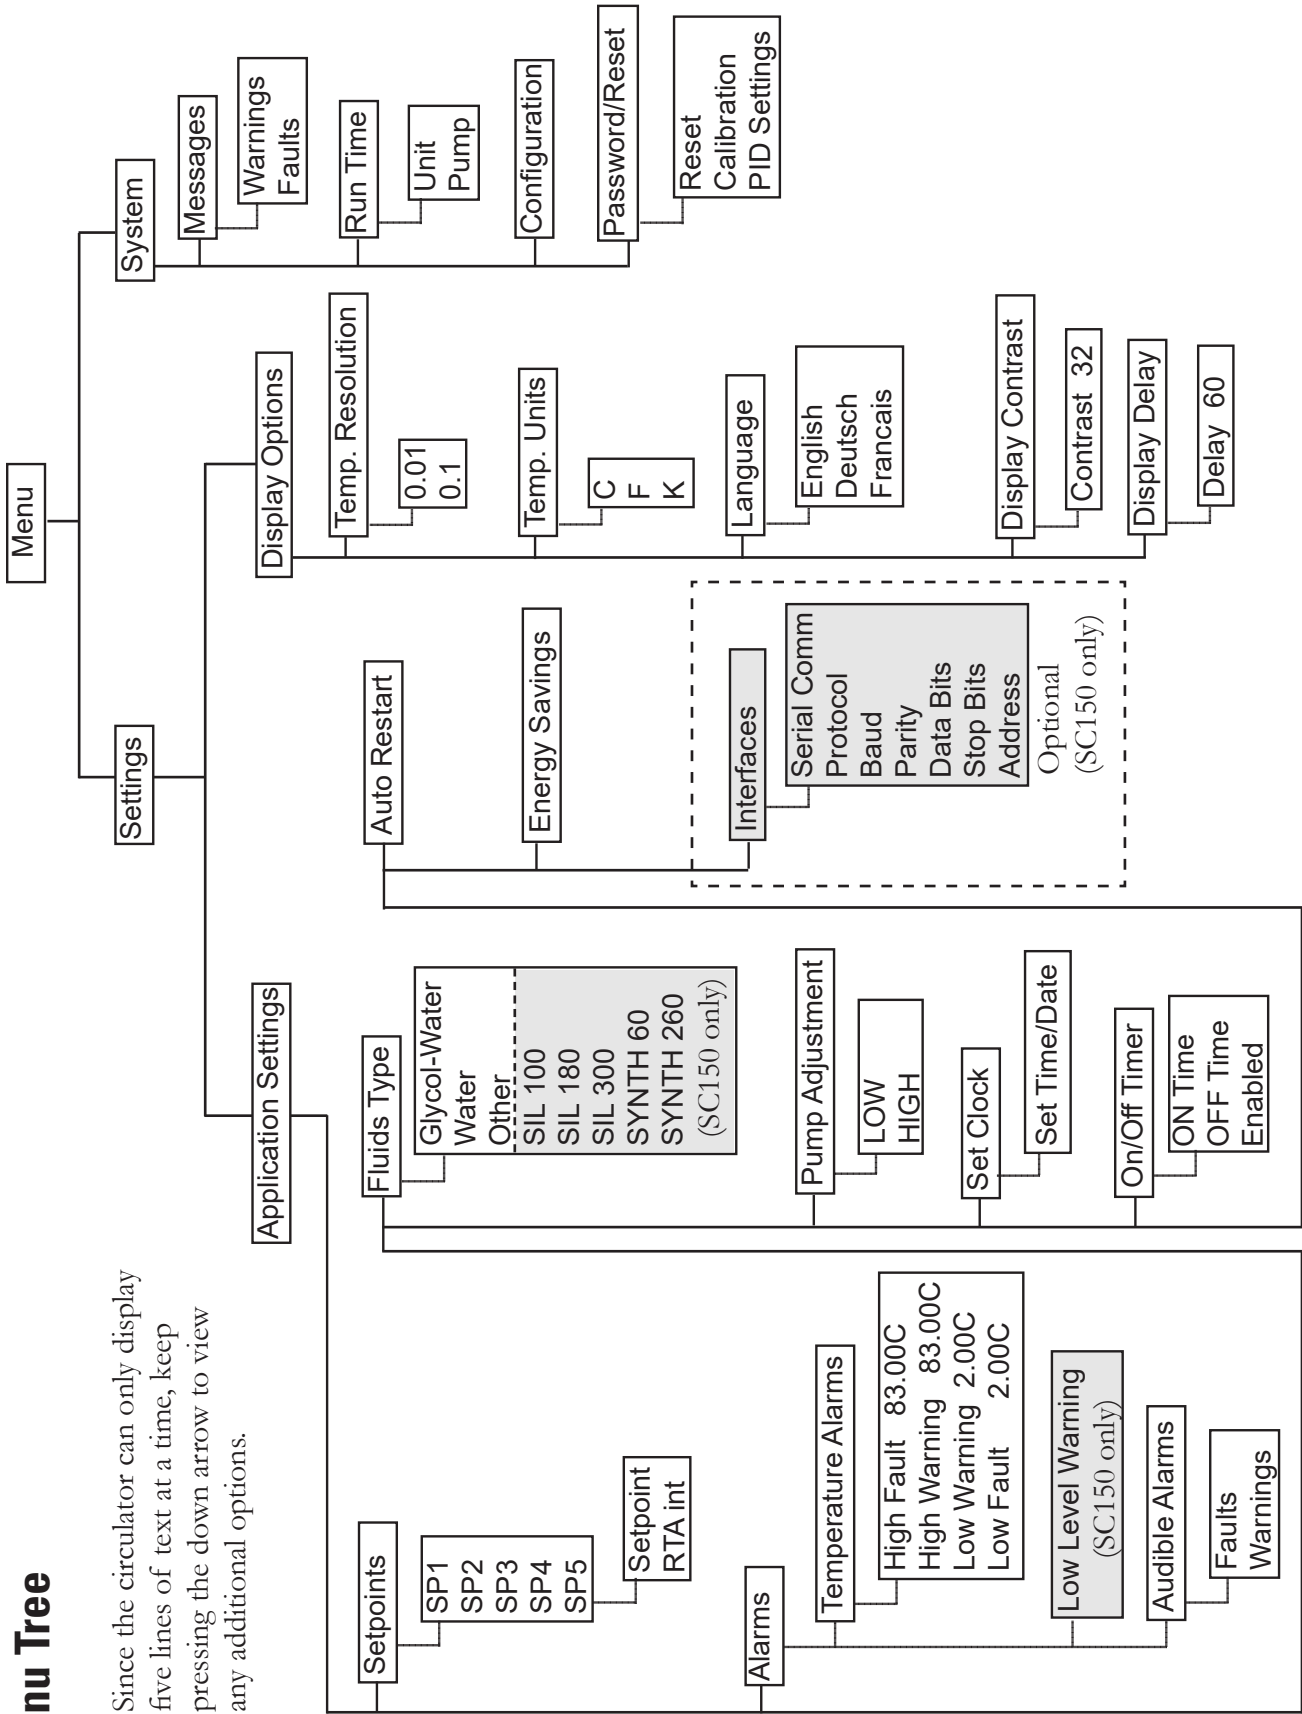 nu Tree
Since the circulator can only display
five lines of text at a time, keep
pressing the down arrow to view
any additional options.
Menu
Settings
System
Application Settings
Display Options
Setpoints
SP1
SP2
SP3
SP4
SP5
Setpoint
RTA int
Alarms
Temperature Alarms
High Fault 83.00C
High Warning 83.00C
Low Warning 2.00C
Low Fault 2.00C
Low Level Warning
(SC150 only)
Audible Alarms
Faults
Warnings
Fluids Type
Glycol-Water
Water
Other
SIL 100
SIL 180
SIL 300
SYNTH 60
SYNTH 260
(SC150 only)
Pump Adjustment
LOW
HIGH
Set Clock
Set Time/Date
On/Off Timer
ON Time
OFF Time
Enabled
Auto Restart
Energy Savings
Interfaces
Serial Comm
Protocol
Baud
Parity
Data Bits
Stop Bits
Address
Optional
(SC150 only)
Temp. Resolution
0.01
0.1
Temp. Units
C
F
K
Language
English
Deutsch
Francais
Display Contrast
Contrast 32
Display Delay
Delay 60
Messages
Warnings
Faults
Run Time
Unit
Pump
Configuration
Password/Reset
Reset
Calibration
PID Settings